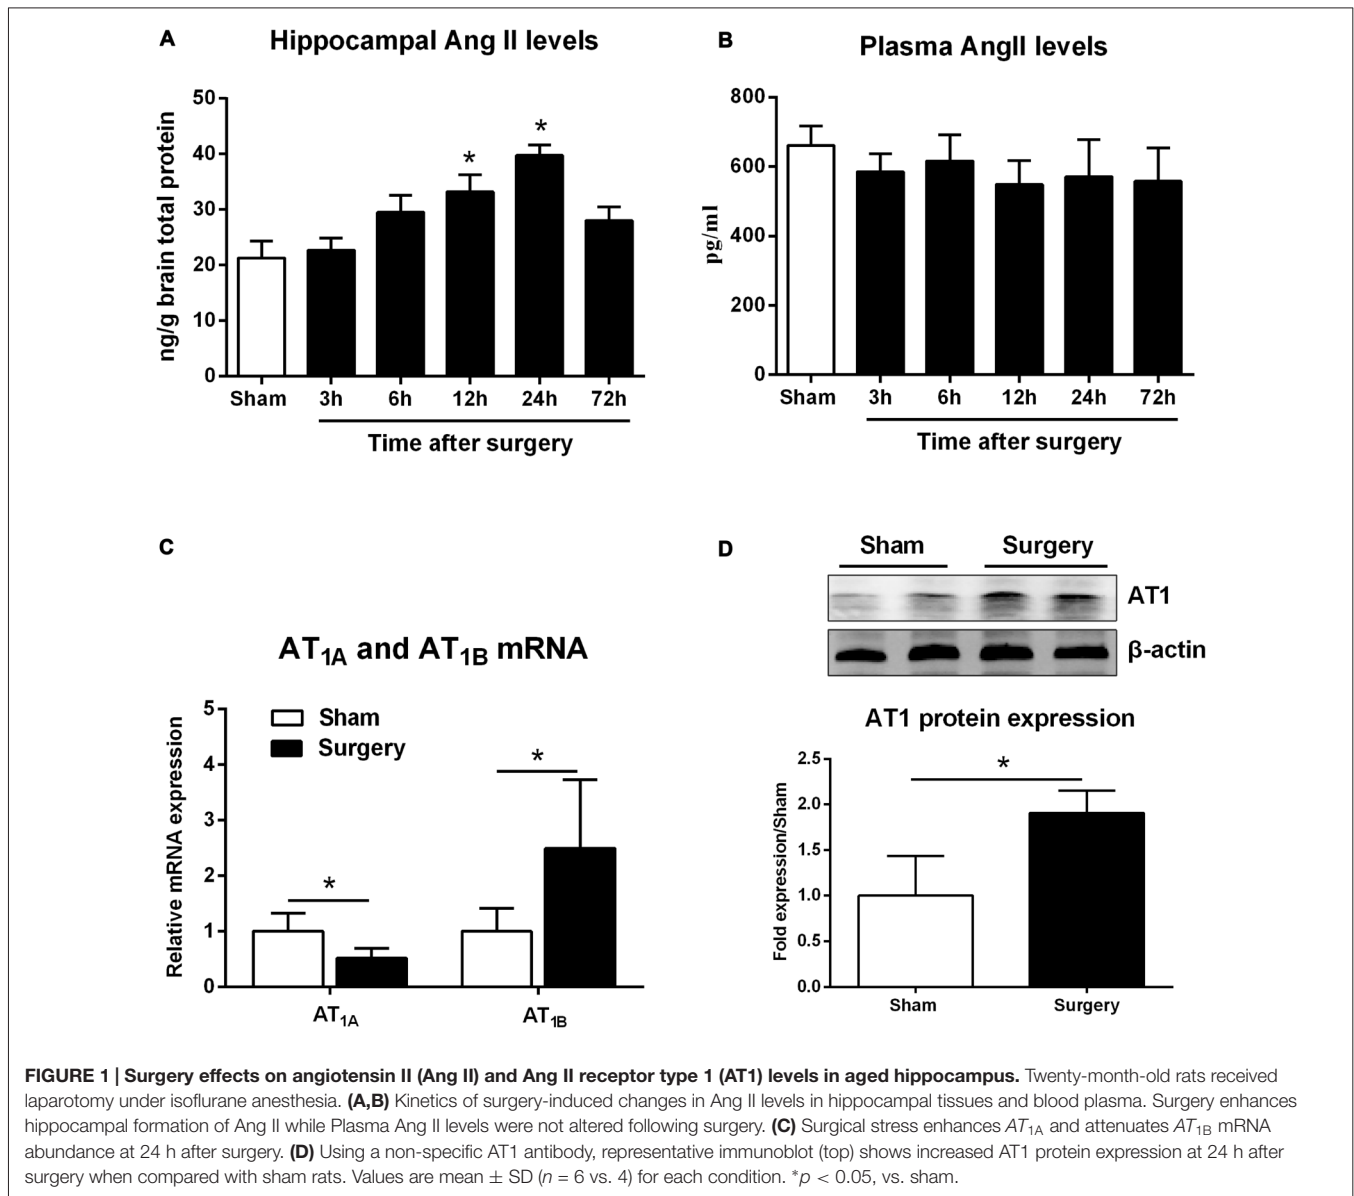 A
Hippocampal Ang II levels
ng/g brain total protein
50
40
30
20
10
0
*
*
Sham 3h 6h 12h 24h 72h
Time after surgery
B
Plasma AngII levels
pg/ml
800
600
400
200
0
Sham 3h 6h 12h 24h 72h
Time after surgery
C
AT1A and AT1B mRNA
Relative mRNA expression
5
4
3
2
1
0
Sham
Surgery
*
*
AT1A AT1B
D
Sham Surgery
AT1
β-actin
AT1 protein expression
Fold expression/Sham
2.5
2.0
1.5
1.0
0.5
0.0
*
Sham Surgery
FIGURE 1 | Surgery effects on angiotensin II (Ang II) and Ang II receptor type 1 (AT1) levels in aged hippocampus. Twenty-month-old rats received
laparotomy under isoflurane anesthesia. (A,B) Kinetics of surgery-induced changes in Ang II levels in hippocampal tissues and blood plasma. Surgery enhances
hippocampal formation of Ang II while Plasma Ang II levels were not altered following surgery. (C) Surgical stress enhances AT1A and attenuates AT1B mRNA
abundance at 24 h after surgery. (D) Using a non-specific AT1 antibody, representative immunoblot (top) shows increased AT1 protein expression at 24 h after
surgery when compared with sham rats. Values are mean ± SD (n = 6 vs. 4) for each condition. *p < 0.05, vs. sham.